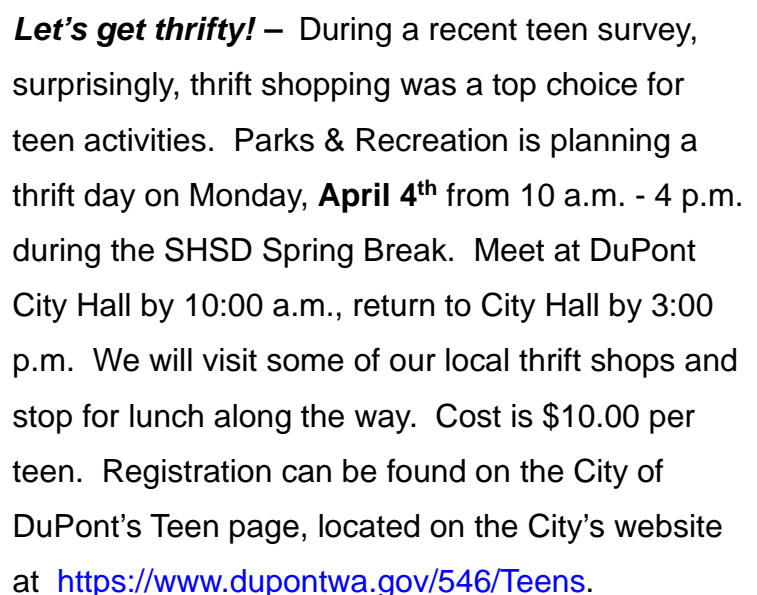 Let’s get thrifty! – During a recent teen survey,
surprisingly, thrift shopping was a top choice for
teen activities. Parks & Recreation is planning a
thrift day on Monday, April 4th from 10 a.m. - 4 p.m.
during the SHSD Spring Break. Meet at DuPont
City Hall by 10:00 a.m., return to City Hall by 3:00
p.m. We will visit some of our local thrift shops and
stop for lunch along the way. Cost is $10.00 per
teen. Registration can be found on the City of
DuPont’s Teen page, located on the City’s website
at https://www.dupontwa.gov/546/Teens.